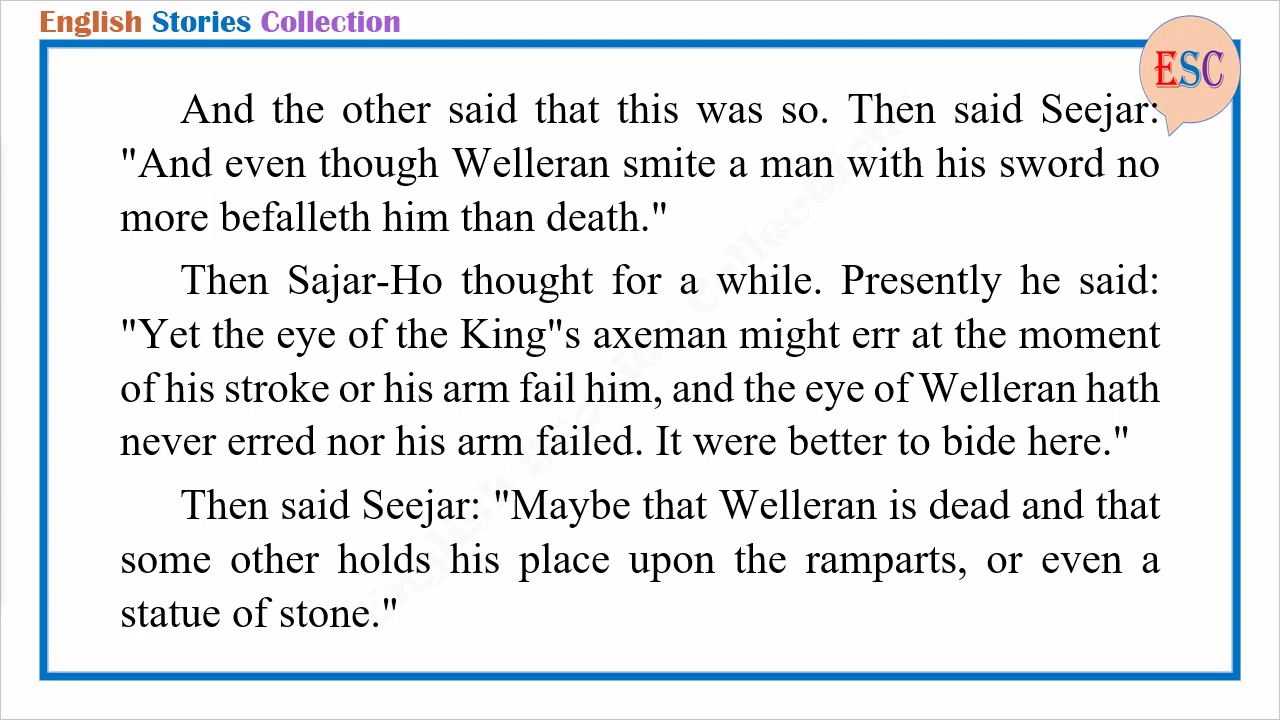 English Stories Collection
ESC
And the other said that this was so. Then said Seejar:
"And even though Welleran smite a man with his sword no
more befalleth him than death."
Then Sajar-Ho thought for a while. Presently he said:
"Yet the eye of the King"s axeman might err at the moment
of his stroke or his arm fail him, and the eye of Welleran hath
never erred nor his arm failed. It were better to bide here."
Then said Seejar: "Maybe that Welleran is dead and that
some other holds his place upon the ramparts, or even a
statue of stone."
English Stories Collection